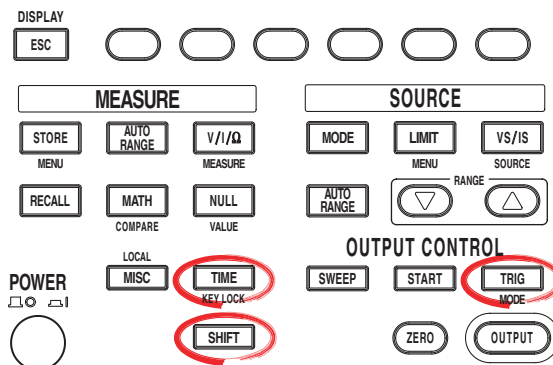 DISPLAY
ESC
MEASURE
SOURCE
STORE
AUTO RANGE
V/I/Ω
MODE
LIMIT
VS/IS
MENU
MEASURE
MENU
SOURCE
RECALL
MATH
NULL
AUTO RANGE
RANGE
COMPARE
VALUE
OUTPUT CONTROL
LOCAL
MISC
TIME
SWEEP
START
TRIG
KEY LOCK
MODE
POWER
SHIFT
ZERO
OUTPUT